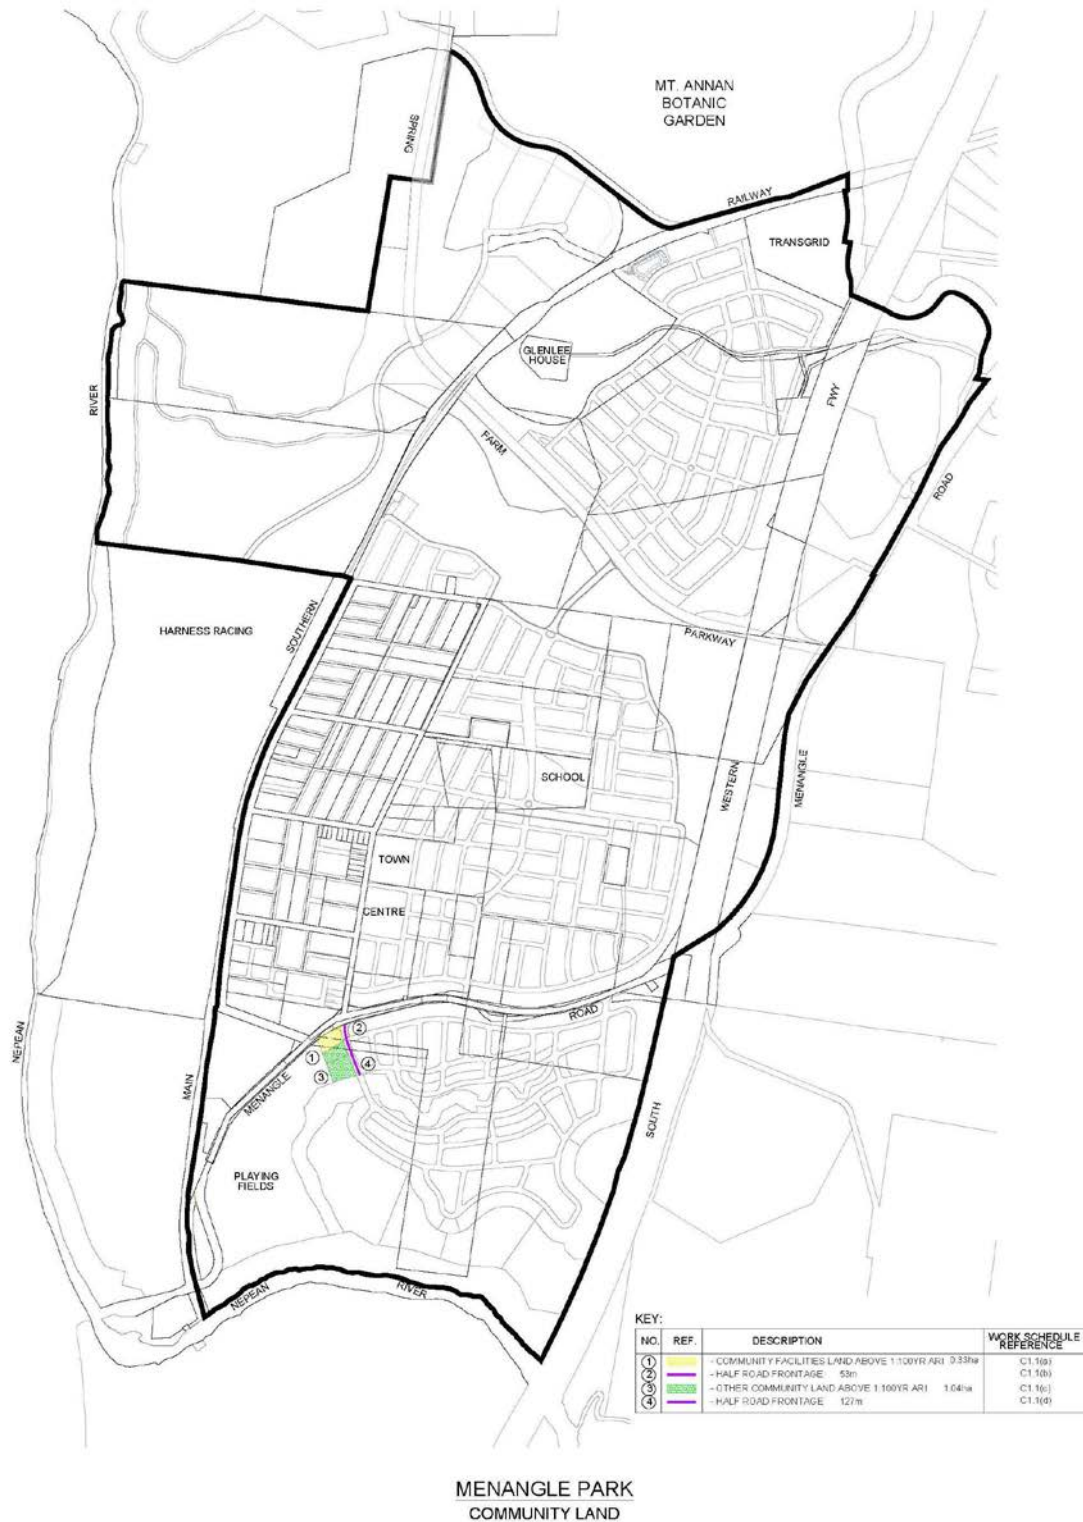 MT. ANNAN
BOTANIC
GARDEN
SPRING
RAILWAY
TRANSGRID
GLENLEE
HOUSE
RIVER
FWY
FARM
ROAD
HARNESS RACING
SOUTHERN
PARKWAY
SCHOOL
WESTERN
MENANGLE
TOWN
CENTRE
ROAD
NEPEAN
MAIN
MENANGLE
1
2
3
4
SOUTH
PLAYING
FIELDS
NEPEAN
RIVER
KEY:
NO. REF. DESCRIPTION WORK SCHEDULE REFERENCE
1 - COMMUNITY FACILITIES LAND ABOVE 1:100YR ARI 0.33ha C1.1(a)
2 - HALF ROAD FRONTAGE 53m C1.1(b)
3 - OTHER COMMUNITY LAND ABOVE 1:100YR ARI 1.04ha C1.1(c)
4 - HALF ROAD FRONTAGE 127m C1.1(d)
MENANGLE PARK
COMMUNITY LAND